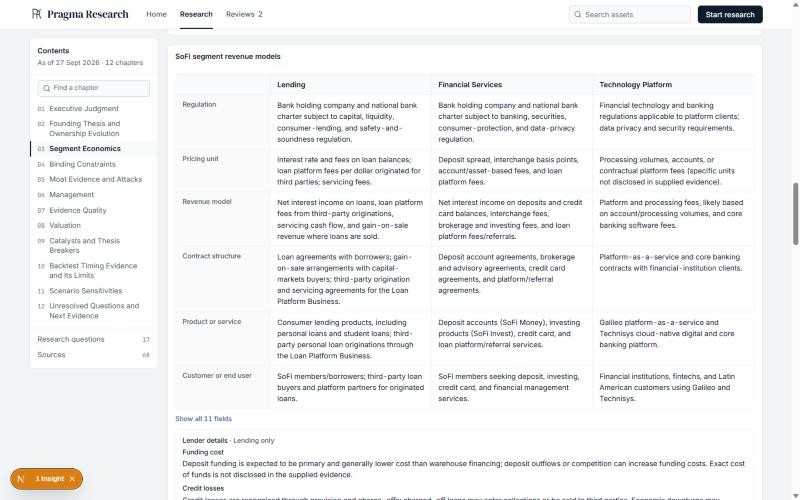 Pragma Research
Home
Research
Reviews 2
Search assets
Start research
Contents
As of 27 Sept 2026 · 12 chapters
Find a chapter
01 Executive Judgment
02 Founding Thesis and
Ownership Evolution
03 Segment Economics
04 Binding Constraints
05 Moat Evidence and Attacks
06 Management
07 Evidence Quality
08 Valuation
09 Catalysts and Thesis
Breakers
10 Backtest Timing Evidence
and Its Limits
11 Scenario Sensitivities
12 Unresolved Questions and
Next Evidence
Research questions 17
Sources 68
1 Insight
SoFi segment revenue models
Lending
Financial Services
Technology Platform
Regulation
Bank holding company and national bank
charter subject to capital, liquidity,
consumer-lending, and safety-and-
soundness regulation.
Bank holding company and national bank
charter subject to banking, securities,
consumer-protection, and data-privacy
regulation.
Financial technology and banking
regulations applicable to platform clients;
data privacy and security requirements.
Pricing unit
Interest rate and fees on loan balances;
loan platform fees per dollar originated for
third parties; servicing fees.
Deposit spread, interchange basis points,
account/asset-based fees, and loan
platform fees.
Processing volumes, accounts, or
contractual platform fees (specific units
not disclosed in supplied evidence).
Revenue model
Net interest income on loans, loan platform
fees from third-party originations,
servicing cash flow, and gain-on-sale
revenue where loans are sold.
Net interest income on deposits and credit
card balances, interchange fees,
brokerage and investing fees, and loan
platform fees/referrals.
Platform and processing fees, likely based
on account/processing volumes, and core
banking software fees.
Contract structure
Loan agreements with borrowers; gain-
on-sale arrangements with capital-
markets buyers; third-party origination
and servicing agreements for the Loan
Platform Business.
Deposit account agreements, brokerage
and advisory agreements, credit card
agreements, and platform/referral
agreements.
Platform-as-a-service and core banking
contracts with financial-institution clients.
Product or service
Consumer lending products, including
personal loans and student loans; third-
party personal loan originations through
the Loan Platform Business.
Deposit accounts (SoFi Money), investing
products (SoFi Invest), credit card, and
loan platform/referral services.
Galileo platform-as-a-service and
Technisys cloud-native digital and core
banking platform.
Customer or end user
SoFi members/borrowers; third-party loan
buyers and platform partners for originated
loans.
SoFi members seeking deposit, investing,
credit card, and financial management
services.
Financial institutions, fintechs, and Latin
American customers using Galileo and
Technisys.
Show all 11 fields
Lender details · Lending only
Funding cost
Deposit funding is expected to be primary and generally lower cost than warehouse financing; deposit outflows or competition can increase funding costs. Exact cost
of funds is not disclosed in the supplied evidence.
Credit losses